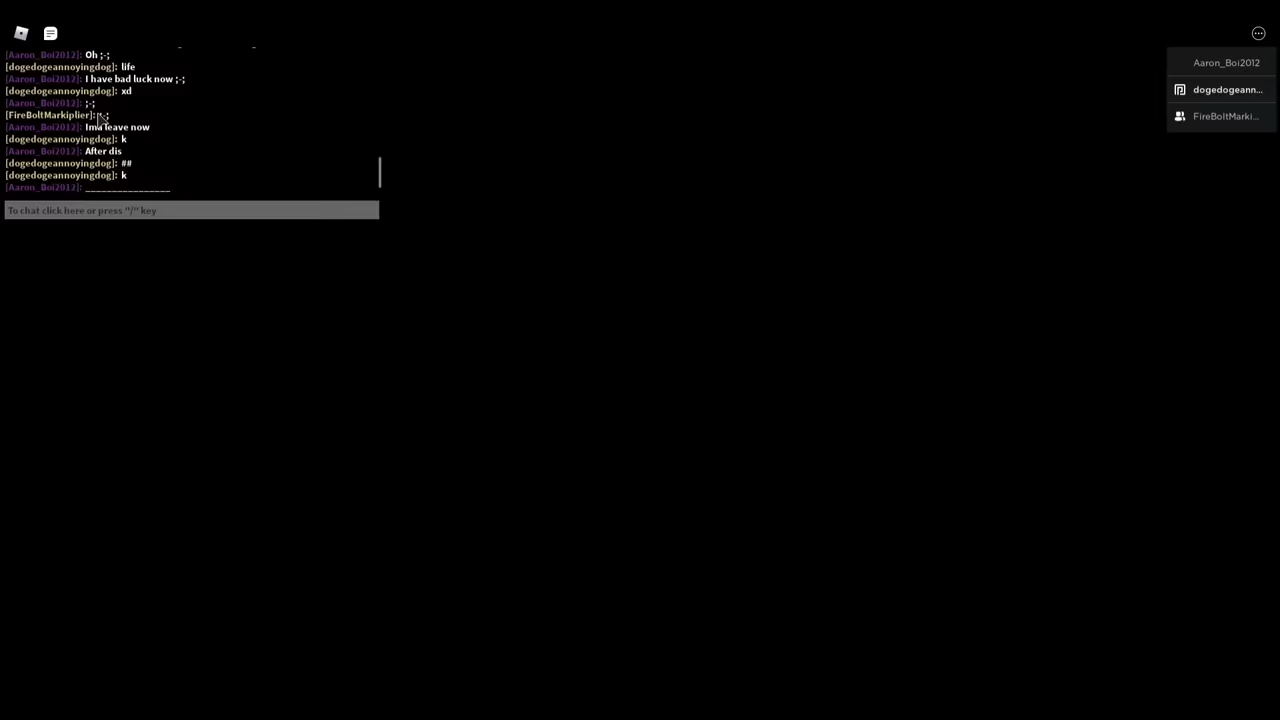 [Aaron_Boi2012]: Oh ;-;
[dogedogeannoyingdog]: life
[Aaron_Boi2012]: I have bad luck now ;-;
[dogedogeannoyingdog]: xd
[Aaron_Boi2012]: ;-;
[FireBoltMarkiplier]: ;-;
[Aaron_Boi2012]: Ima leave now
[dogedogeannoyingdog]: k
[Aaron_Boi2012]: After dis
[dogedogeannoyingdog]: ##
[dogedogeannoyingdog]: k
[Aaron_Boi2012]: ________________
To chat click here or press "/" key
Aaron_Boi2012
dogedogeann...
FireBoltMarki...